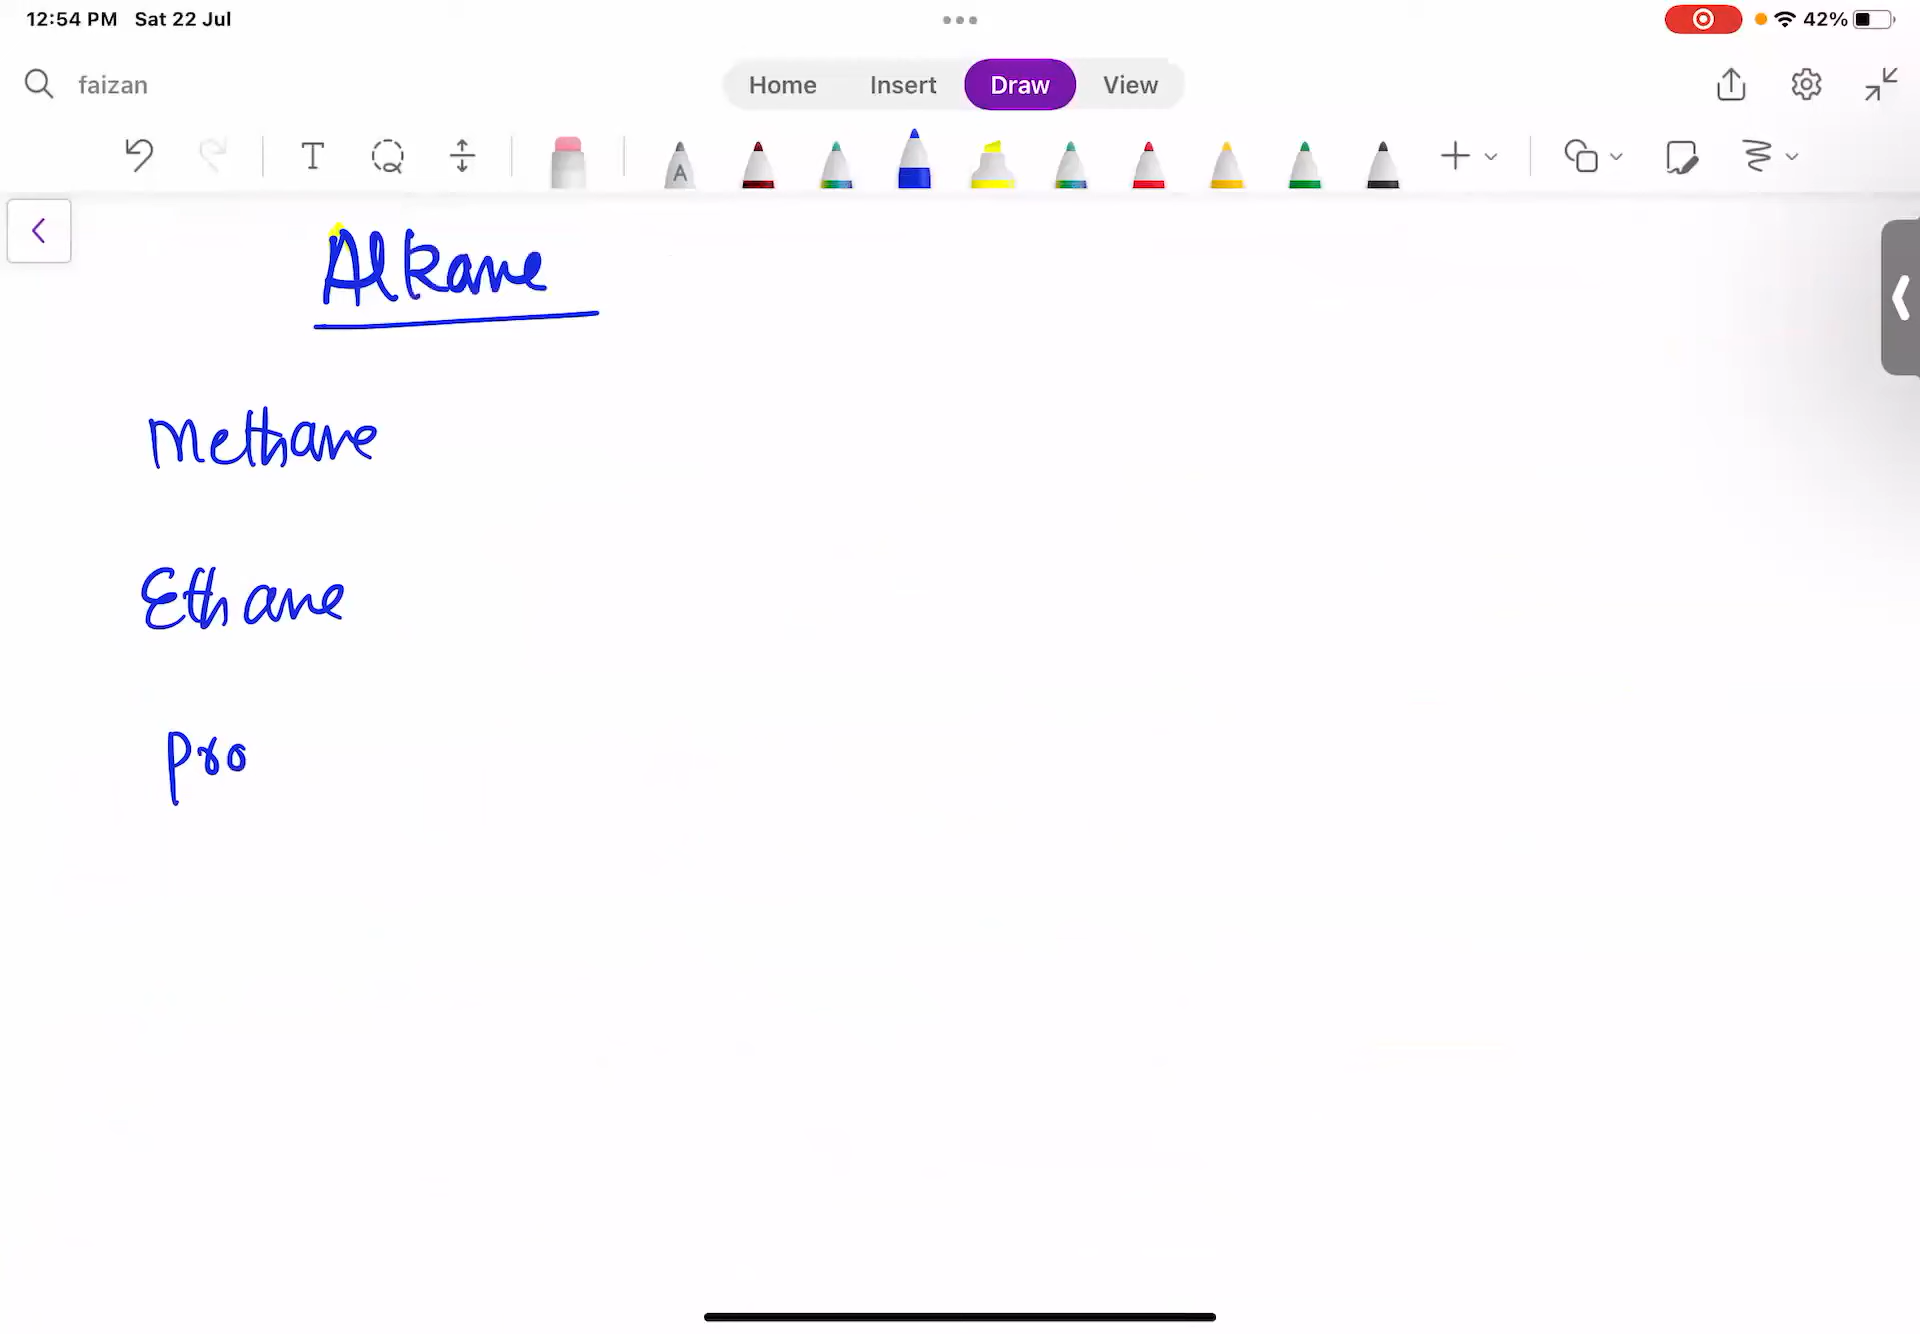 12:54 PM Sat 22 Jul
42%
faizan
Home Insert Draw View
T
A
Alkane
Methane
Ethane
Pro